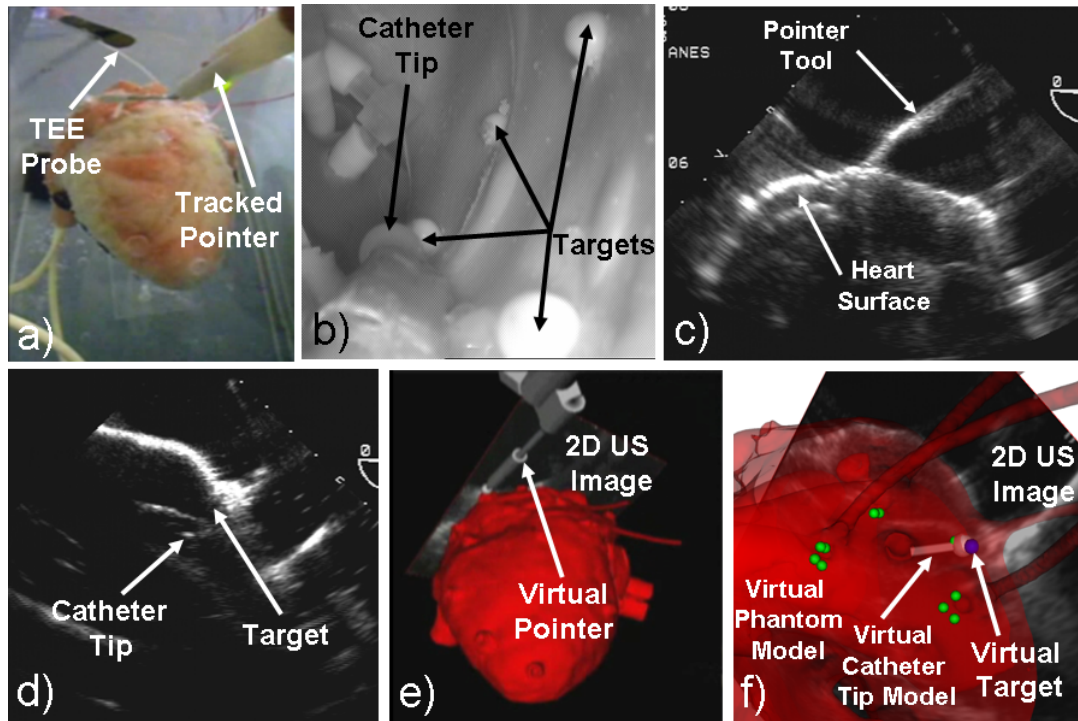 TEE
Probe
Tracked
Pointer
a)
Catheter
Tip
Targets
b)
ANES
06
Pointer
Tool
Heart
Surface
0
c)
0
Catheter
Tip
Target
d)
2D US
Image
Virtual
Pointer
e)
2D US
Image
Virtual
Phantom
Model
Virtual
Catheter
Tip Model
Virtual
Target
f)